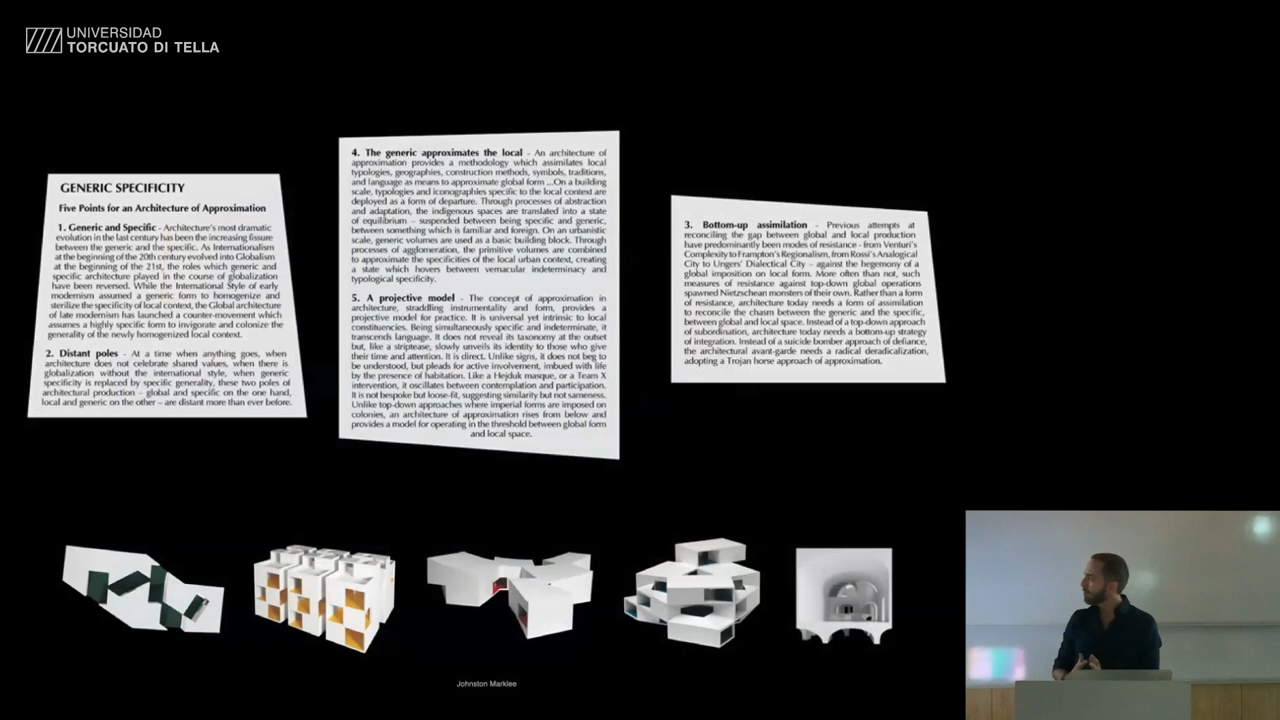 UNIVERSIDAD
TORCUATO DI TELLA
GENERIC SPECIFICITY
Five Points for an Architecture of Approximation
1. Generic and Specific - Architecture's most dramatic
evolution in the last century has been the increasing fissure
between the generic and the specific. As Internationalism
at the beginning of the 20th century evolved into Globalism
at the beginning of the 21st, the roles which generic and
specific architecture played in the course of globalization
have been reversed. While the International Style of early
modernism assumed a generic form to homogenize and
sterilize the specificity of local context, the Global architecture
of late modernism has launched a counter-movement which
assumes a highly specific form to invigorate and colonize the
generality of the newly homogenized local context.
2. Distant poles - At a time when anything goes, when
architecture does not celebrate shared values, when there is
globalization without the international style, when generic
specificity is replaced by specific generality, these two poles of
architectural production – global and specific on the one hand,
local and generic on the other – are distant more than ever before.
4. The generic approximates the local - An architecture of
approximation provides a methodology which assimilates local
typologies, geographies, construction methods, symbols, traditions,
and language as means to approximate global form ...On a building
scale, typologies and iconographies specific to the local context are
deployed as a form of departure. Through processes of abstraction
and adaptation, the indigenous spaces are translated into a state
of equilibrium – suspended between being specific and generic,
between something which is familiar and foreign. On an urbanistic
scale, generic volumes are used as a basic building block. Through
processes of agglomeration, the primitive volumes are combined
to approximate the specificities of the local urban context, creating
a state which hovers between vernacular indeterminacy and
typological specificity.
5. A projective model - The concept of approximation in
architecture, straddling instrumentality and form, provides a
projective model for practice. It is universal yet intrinsic to local
constituencies. Being simultaneously specific and indeterminate, it
transcends language. It does not reveal its taxonomy at the outset
but, like a striptease, slowly unveils its identity to those who give
their time and attention. It is direct. Unlike signs, it does not beg to
be understood, but pleads for active involvement, imbued with life
by the presence of habitation. Like a Hejduk masque, or a Team X
intervention, it oscillates between contemplation and participation.
It is not bespoke but loose-fit, suggesting similarity but not sameness.
Unlike top-down approaches where imperial forms are imposed on
colonies, an architecture of approximation rises from below and
provides a model for operating in the threshold between global form
and local space.
3. Bottom-up assimilation - Previous attempts at
reconciling the gap between global and local production
have predominantly been modes of resistance - from Venturi's
Complexity to Frampton's Regionalism, from Rossi's Analogical
City to Ungers' Dialectical City – against the hegemony of a
global imposition on local form. More often than not, such
measures of resistance against top-down global operations
spawned Nietzschean monsters of their own. Rather than a form
of resistance, architecture today needs a form of assimilation
to reconcile the chasm between the generic and the specific,
between global and local space. Instead of a top-down approach
of subordination, architecture today needs a bottom-up strategy
of integration. Instead of a suicide bomber approach of defiance,
the architectural avant-garde needs a radical deradicalization,
adopting a Trojan horse approach of approximation.
Johnston Marklee